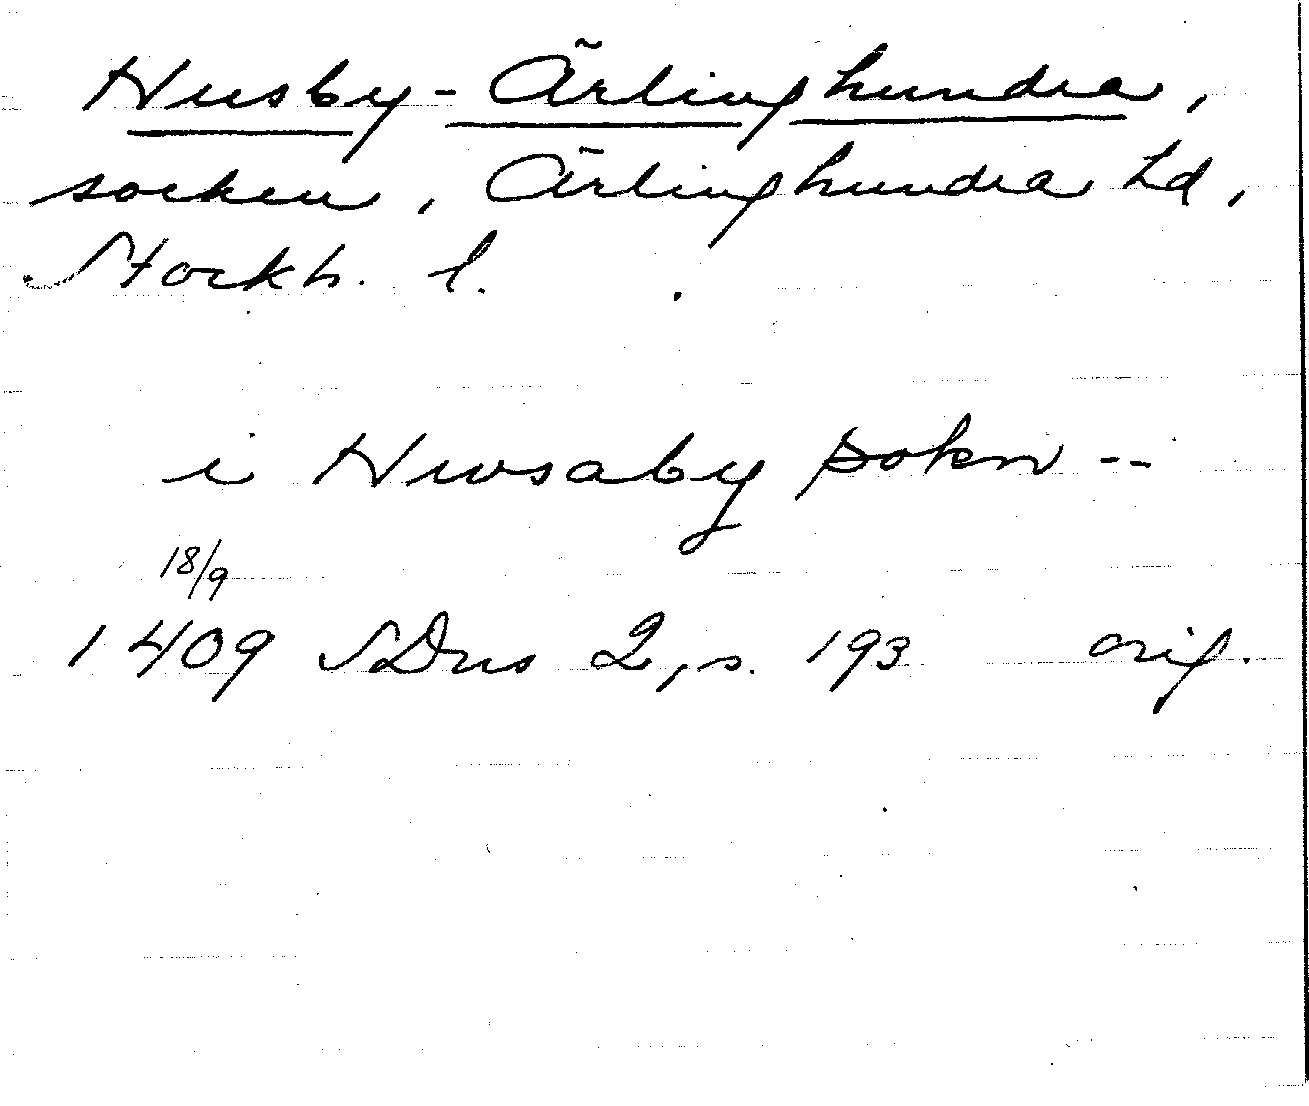 Husby-Ärlinghundra,
socken, Ärlinghundra hd,
Stockh. l.
i Hwsaby sokn --
18/9
1409 SDns 2, s. 193 orig.